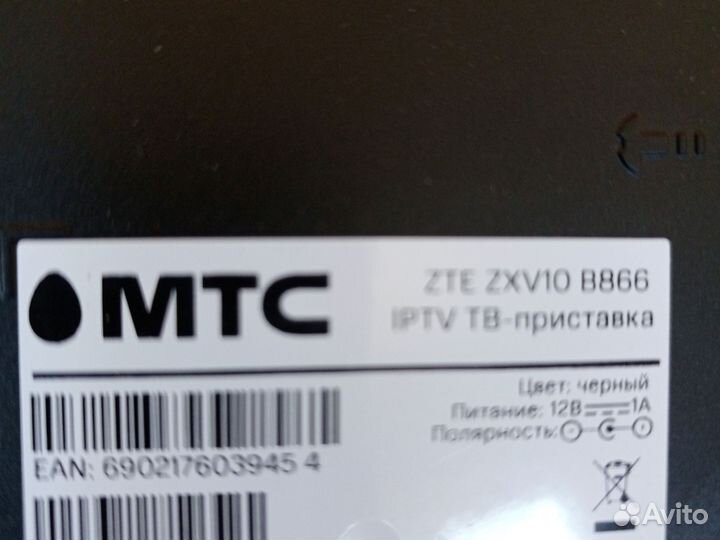 МТС
ZTE ZXV10 B866
IPTV ТВ-приставка
Цвет: черный
Питание: 12В 1А
Полярность:
EAN: 690217603945 4
Avito